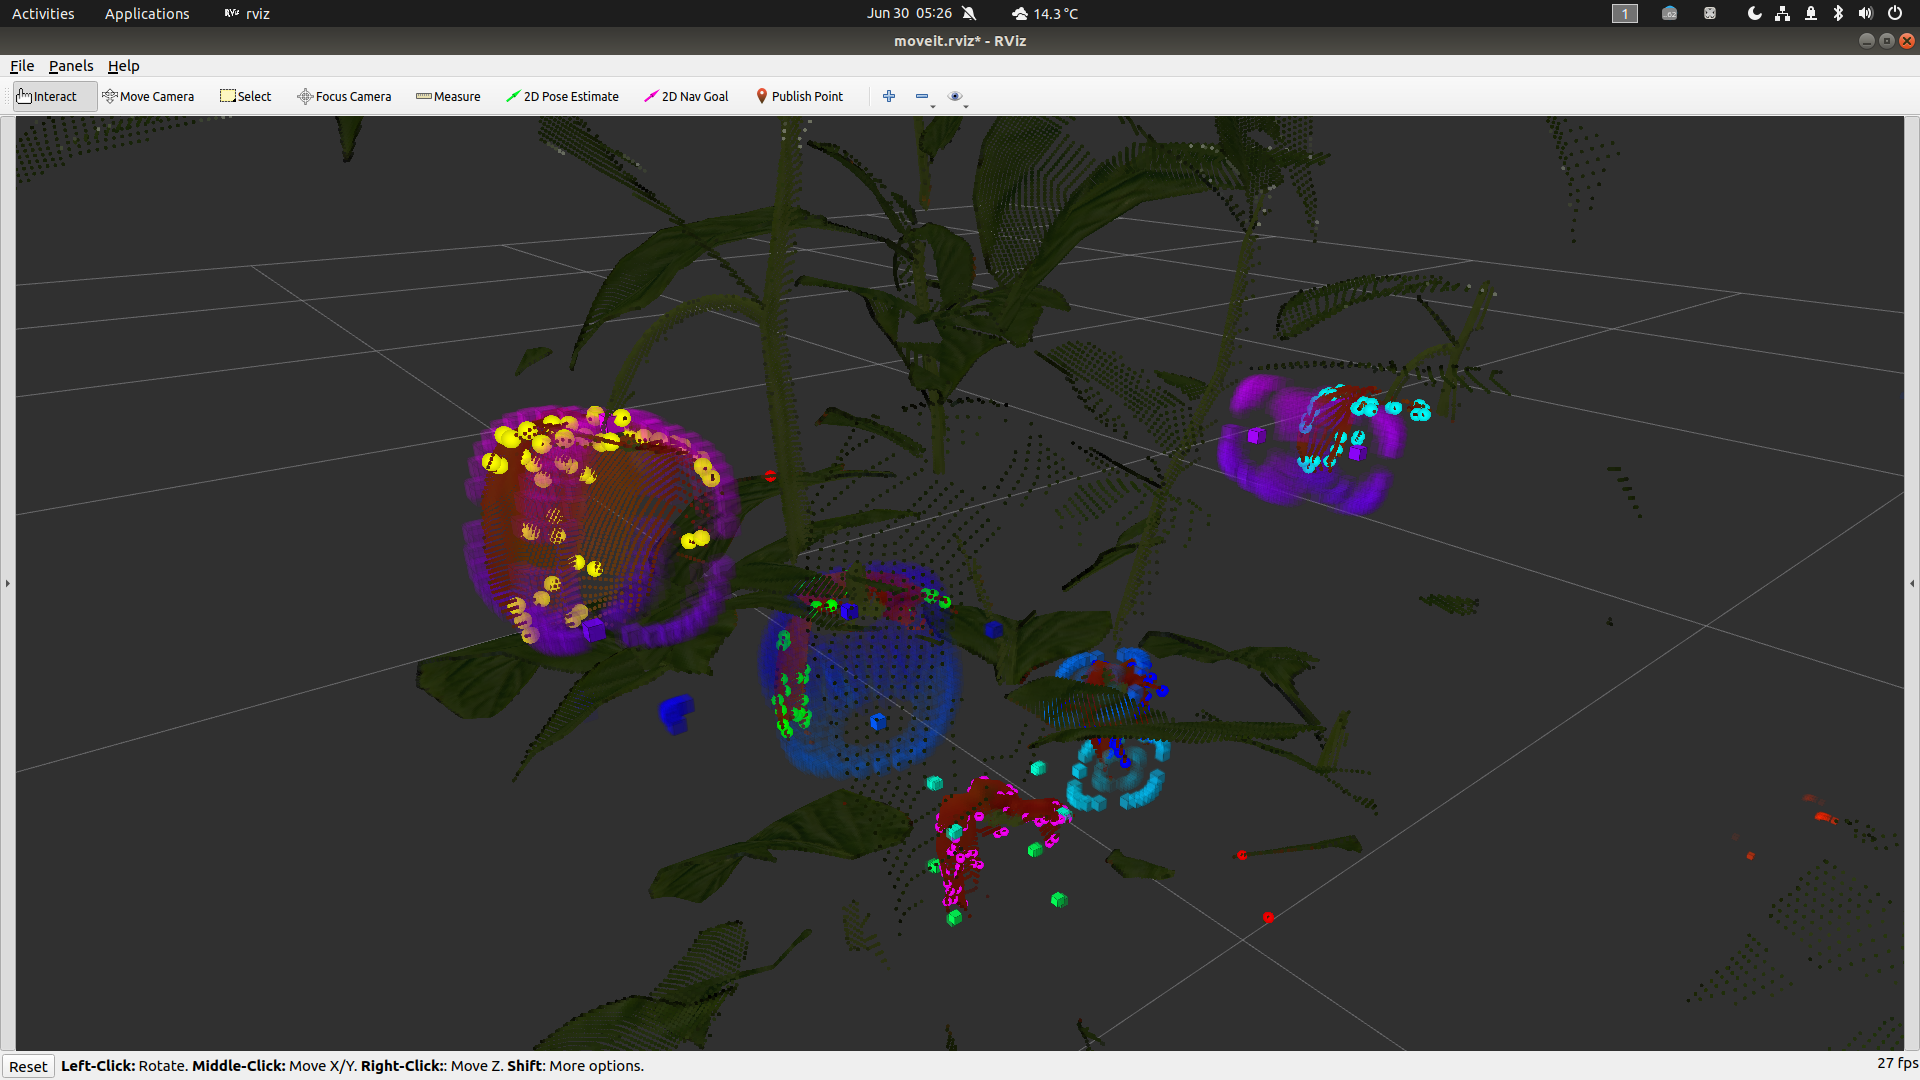 Activities Applications RViz rviz Jun 30 05:26 14.3 °C 1
moveit.rviz* - RViz
File Panels Help
Interact Move Camera Select Focus Camera Measure 2D Pose Estimate 2D Nav Goal Publish Point
Reset Left-Click: Rotate. Middle-Click: Move X/Y. Right-Click:: Move Z. Shift: More options. 27 fps